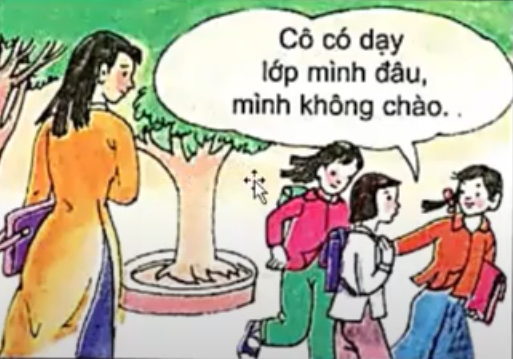 Cô có dạy
lớp mình đâu,
mình không chào. .